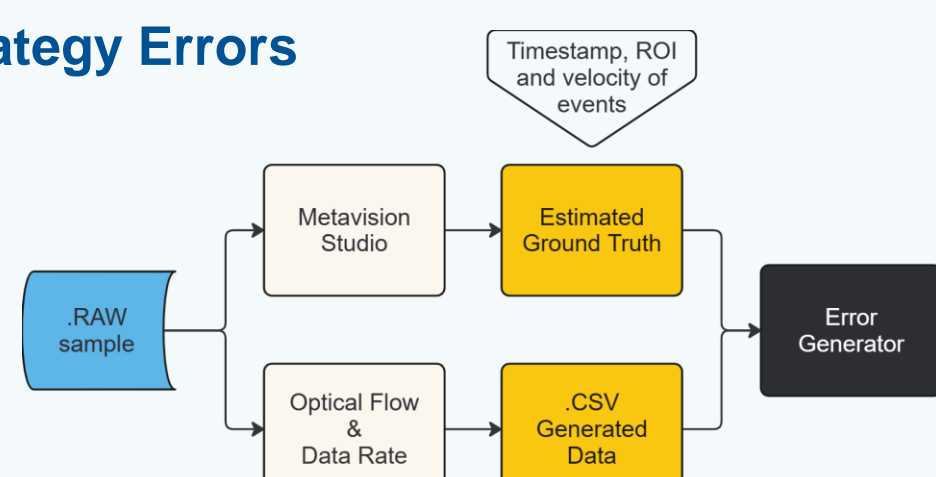 ategy Errors
Timestamp, ROI
and velocity of
events
Metavision
Studio
Estimated
Ground Truth
.RAW
sample
Error
Generator
Optical Flow
&
Data Rate
.CSV
Generated
Data